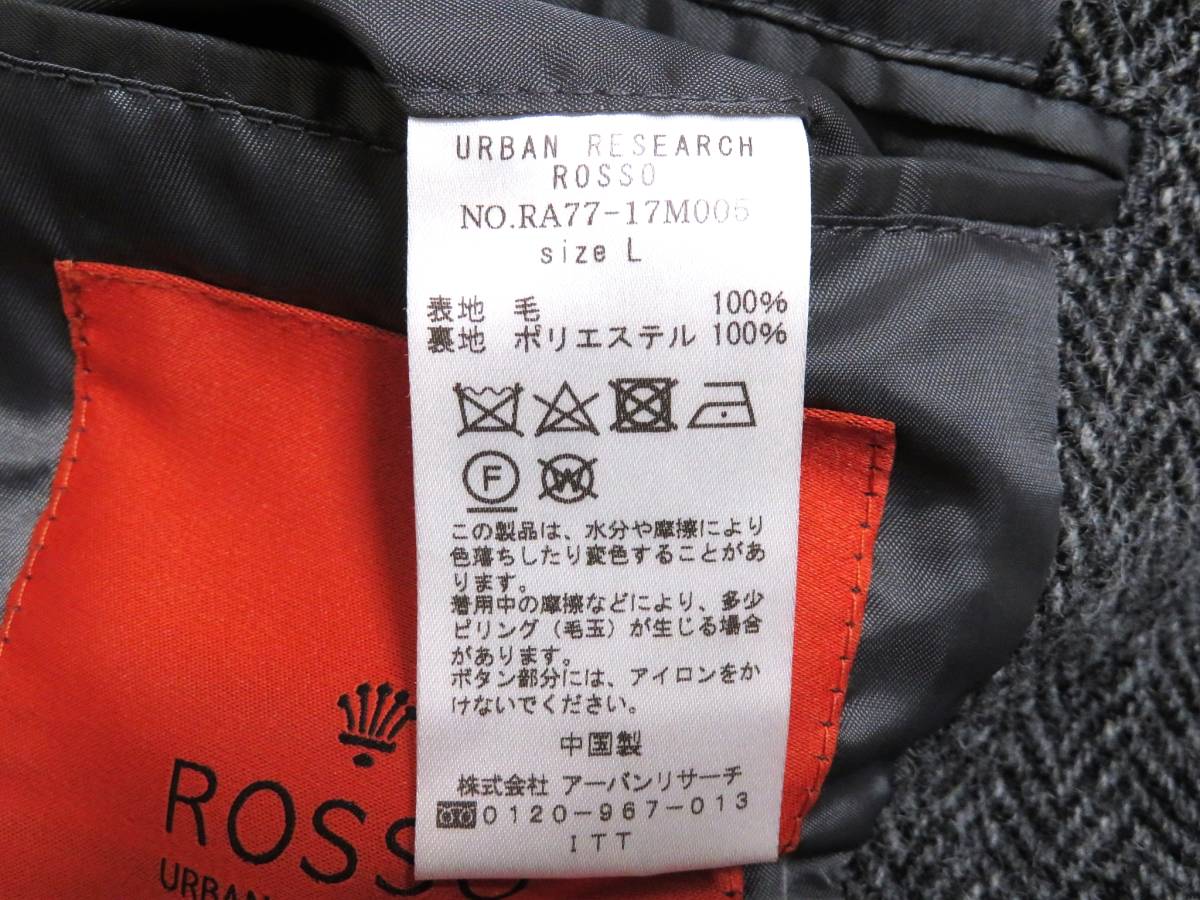 URBAN RESEARCH
ROSSO
NO.RA77-17M005
size L
表地 毛 100%
裏地 ポリエステル 100%
F
W
この製品は、水分や摩擦により
色落ちしたり変色することがあ
ります。
着用中の摩擦などにより、多少
ピリング（毛玉）が生じる場合
があります。
ボタン部分には、アイロンをか
けないでください。
中国製
株式会社 アーバンリサーチ
0120-967-013
ITT
ROSSO
URBAN